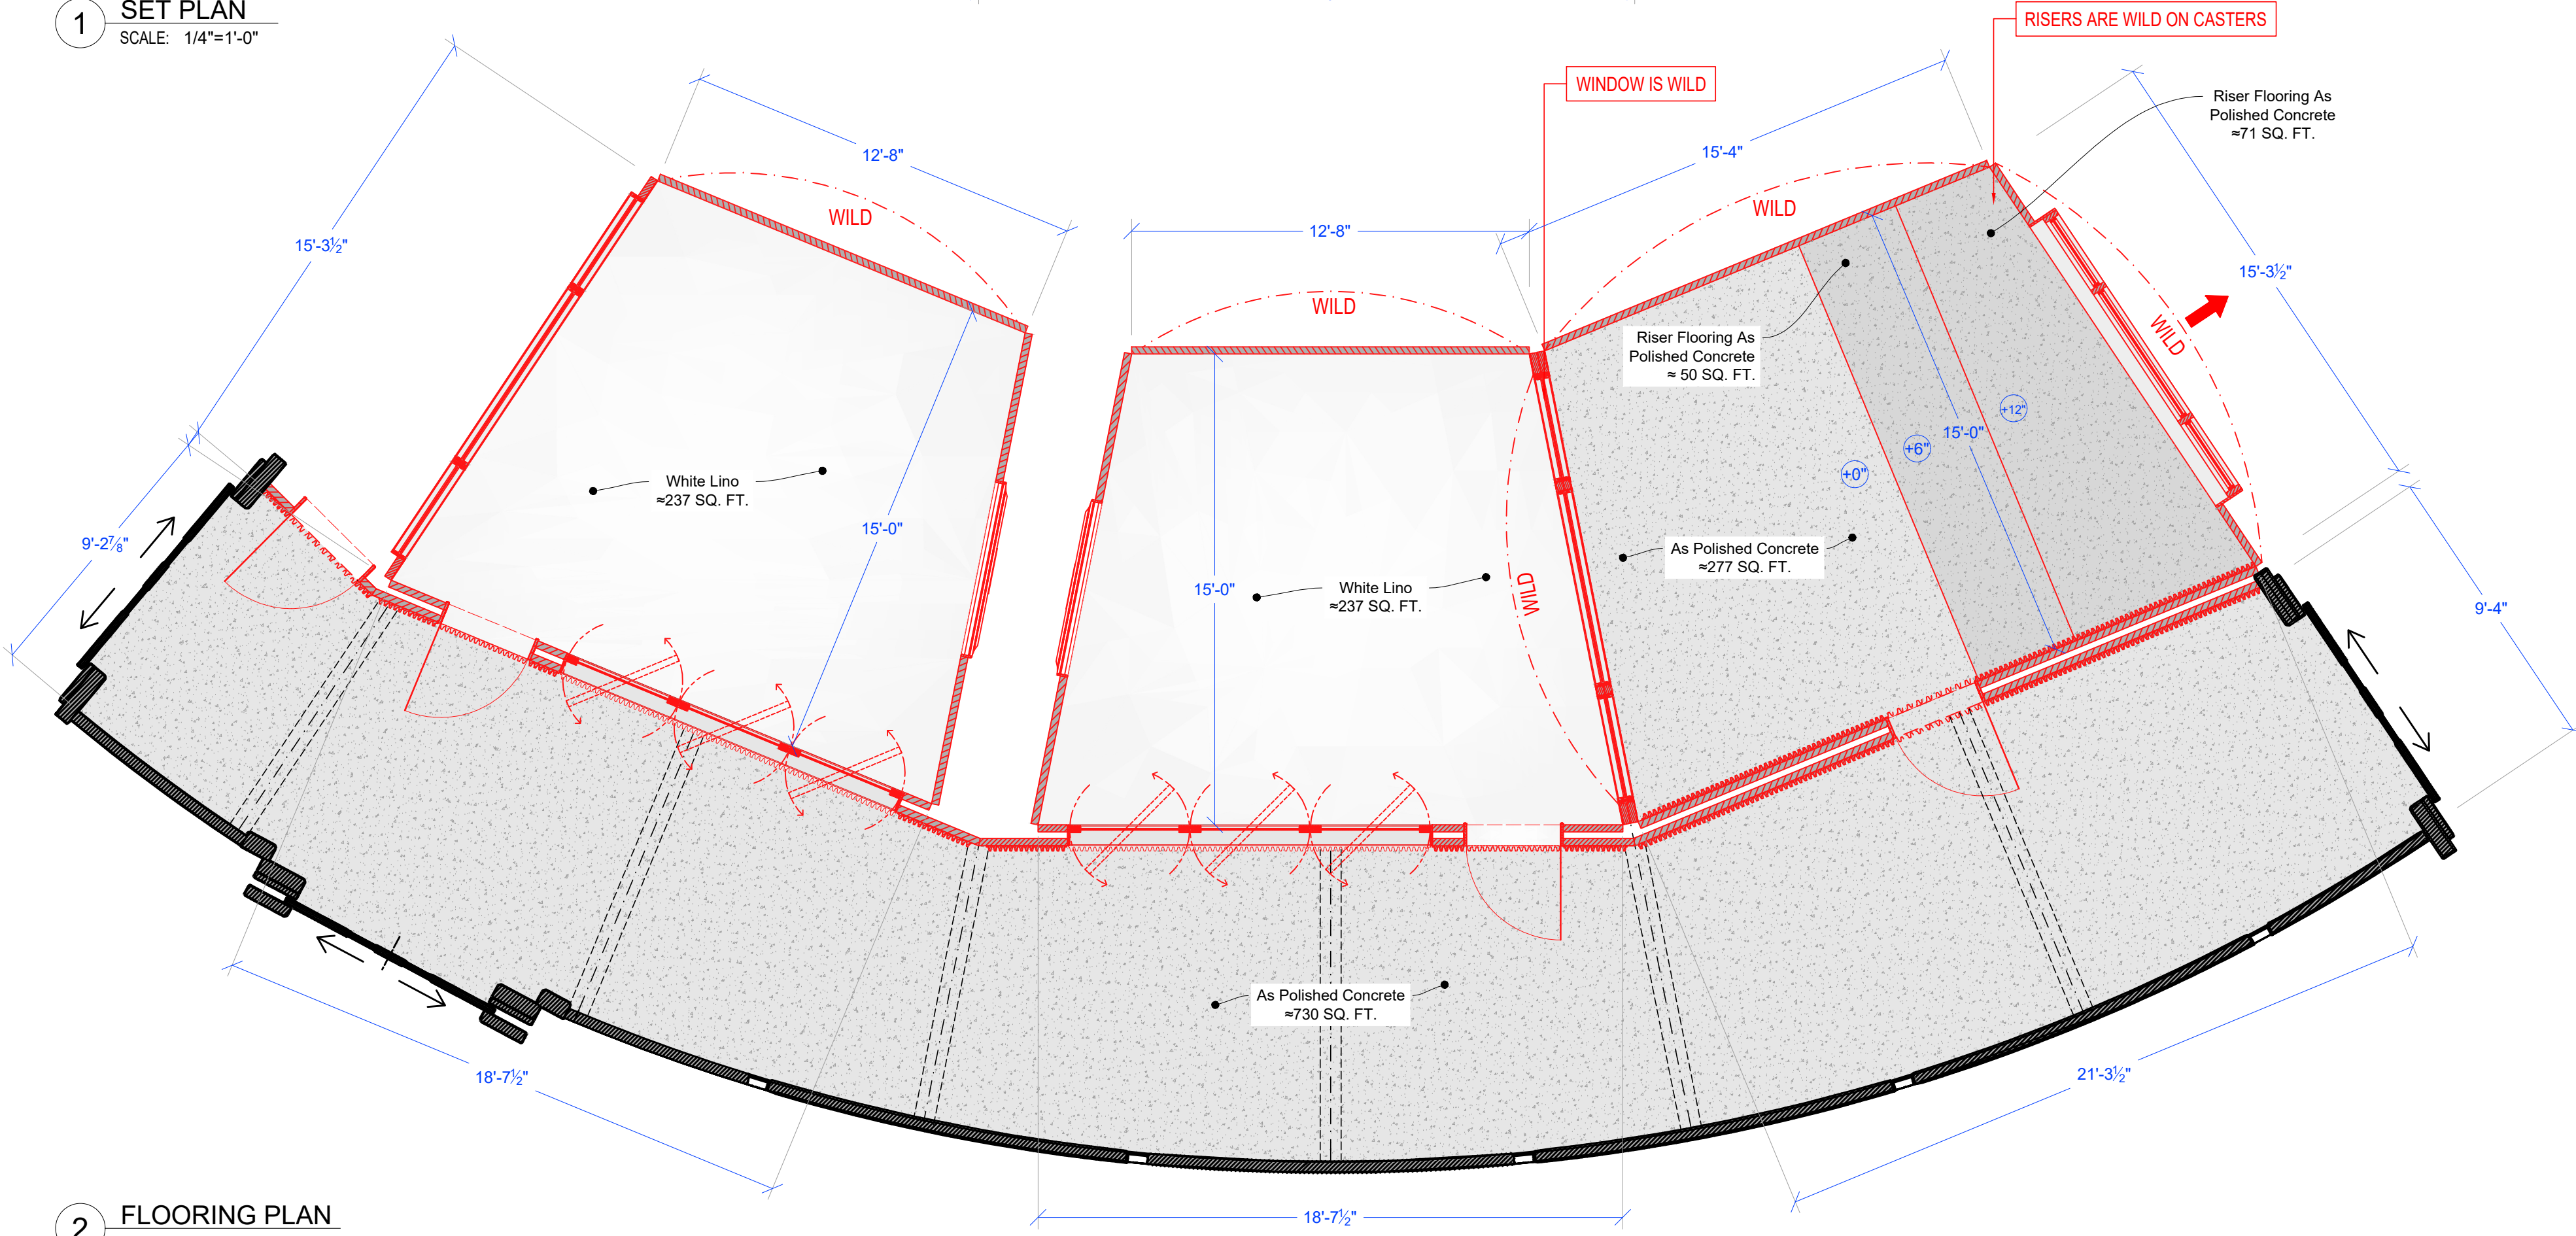 1
SET PLAN
SCALE: 1/4"=1'-0"
RISERS ARE WILD ON CASTERS
WINDOW IS WILD
Riser Flooring As
Polished Concrete
≈71 SQ. FT.
12'-8"
15'-4"
WILD
WILD
12'-8"
15'-3½"
15'-3½"
WILD
WILD
Riser Flooring As
Polished Concrete
≈ 50 SQ. FT.
+12"
15'-0"
+6"
+0"
White Lino
≈237 SQ. FT.
15'-0"
9'-2⅞"
As Polished Concrete
≈277 SQ. FT.
15'-0"
White Lino
≈237 SQ. FT.
WILD
9'-4"
As Polished Concrete
≈730 SQ. FT.
18'-7½"
21'-3½"
18'-7½"
2
FLOORING PLAN